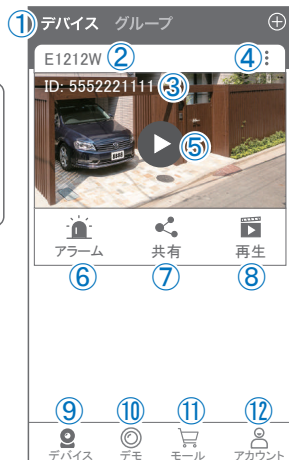 ① デバイス グループ ⊕
E1212W ② ④
ID: 5552221111 ③
⑤
アラーム 共有 再生
⑥ ⑦ ⑧
⑨ ⑩ ⑪ ⑫
デバイス デモ モール アカウント